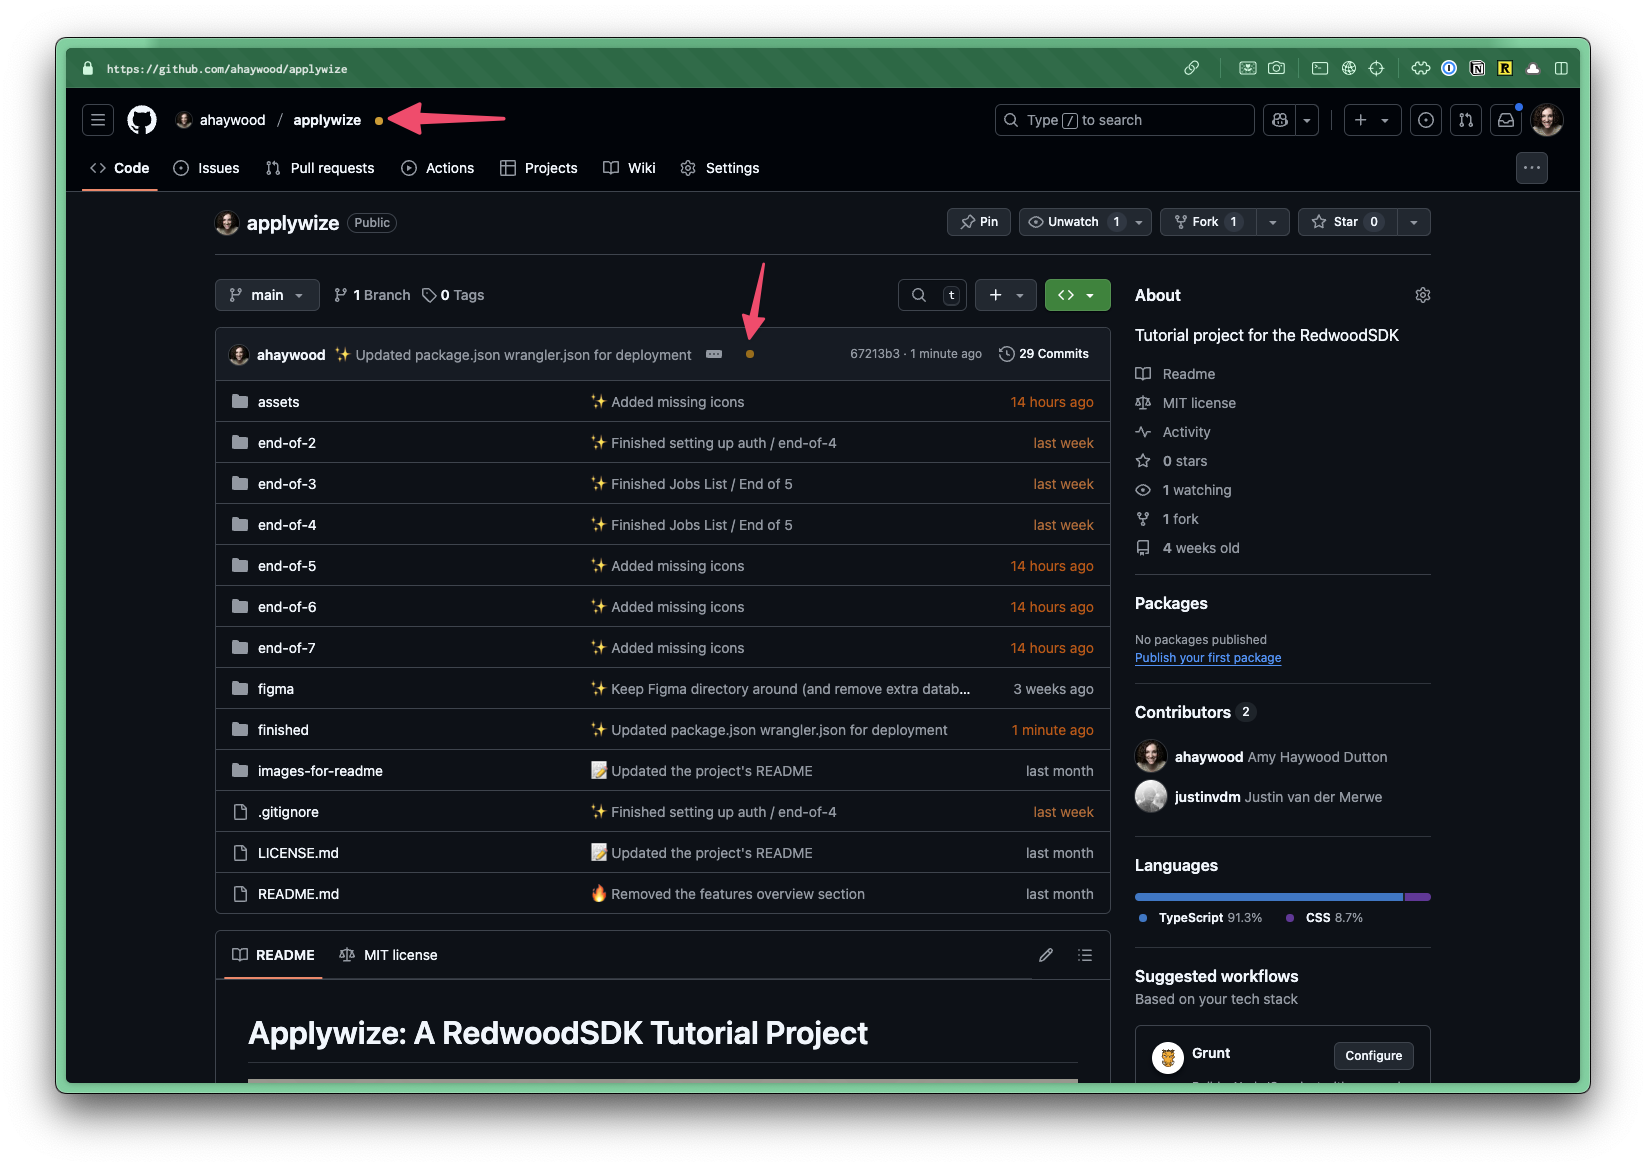 https://github.com/ahaywood/applywize
ahaywood / applywize
Type / to search
Code Issues Pull requests Actions Projects Wiki Settings
applywize Public
Pin Unwatch 1 Fork 1 Star 0
main 1 Branch 0 Tags t
ahaywood ✨ Updated package.json wrangler.json for deployment 67213b3 · 1 minute ago 29 Commits
assets ✨ Added missing icons 14 hours ago
end-of-2 ✨ Finished setting up auth / end-of-4 last week
end-of-3 ✨ Finished Jobs List / End of 5 last week
end-of-4 ✨ Finished Jobs List / End of 5 last week
end-of-5 ✨ Added missing icons 14 hours ago
end-of-6 ✨ Added missing icons 14 hours ago
end-of-7 ✨ Added missing icons 14 hours ago
figma ✨ Keep Figma directory around (and remove extra datab... 3 weeks ago
finished ✨ Updated package.json wrangler.json for deployment 1 minute ago
images-for-readme 📝 Updated the project's README last month
.gitignore ✨ Finished setting up auth / end-of-4 last week
LICENSE.md 📝 Updated the project's README last month
README.md 🔥 Removed the features overview section last month
README MIT license
Applywize: A RedwoodSDK Tutorial Project
About
Tutorial project for the RedwoodSDK
Readme
MIT license
Activity
0 stars
1 watching
1 fork
4 weeks old
Packages
No packages published
Publish your first package
Contributors 2
ahaywood Amy Haywood Dutton
justinvdm Justin van der Merwe
Languages
TypeScript 91.3% CSS 8.7%
Suggested workflows
Based on your tech stack
Grunt Configure